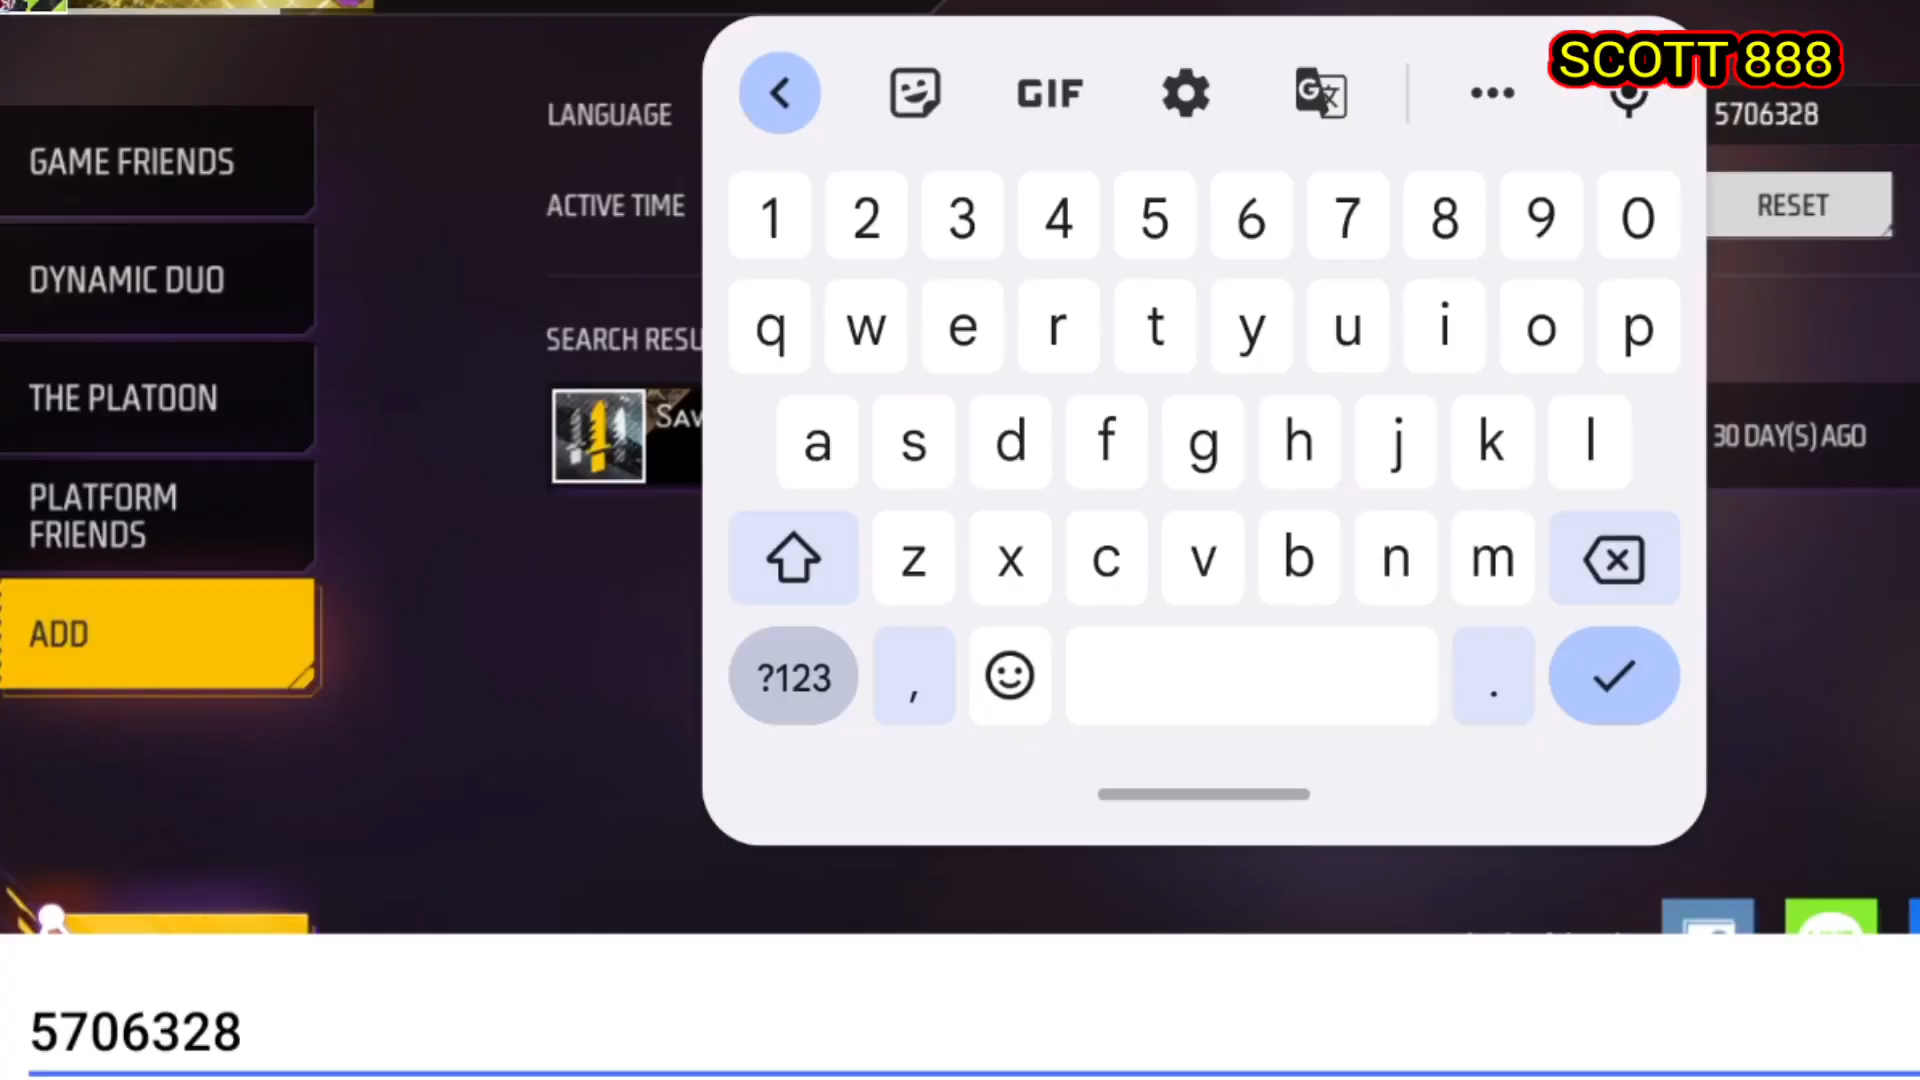 SCOTT 888
LANGUAGE
5706328
GAME FRIENDS
ACTIVE TIME
RESET
DYNAMIC DUO
SEARCH RESU
THE PLATOON
SAV
30 DAY(S) AGO
PLATFORM
FRIENDS
ADD
GIF
G
1 2 3 4 5 6 7 8 9 0
q w e r t y u i o p
a s d f g h j k l
z x c v b n m
?123 , .
5706328